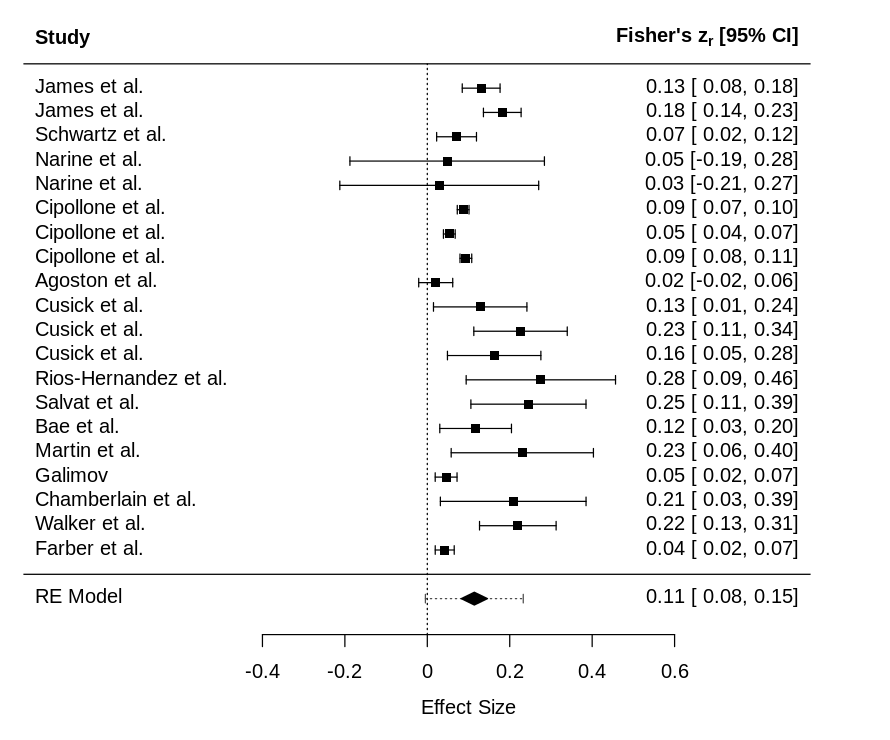 Study Fisher's zr [95% CI]
James et al. 0.13 [ 0.08, 0.18]
James et al. 0.18 [ 0.14, 0.23]
Schwartz et al. 0.07 [ 0.02, 0.12]
Narine et al. 0.05 [-0.19, 0.28]
Narine et al. 0.03 [-0.21, 0.27]
Cipollone et al. 0.09 [ 0.07, 0.10]
Cipollone et al. 0.05 [ 0.04, 0.07]
Cipollone et al. 0.09 [ 0.08, 0.11]
Agoston et al. 0.02 [-0.02, 0.06]
Cusick et al. 0.13 [ 0.01, 0.24]
Cusick et al. 0.23 [ 0.11, 0.34]
Cusick et al. 0.16 [ 0.05, 0.28]
Rios-Hernandez et al. 0.28 [ 0.09, 0.46]
Salvat et al. 0.25 [ 0.11, 0.39]
Bae et al. 0.12 [ 0.03, 0.20]
Martin et al. 0.23 [ 0.06, 0.40]
Galimov 0.05 [ 0.02, 0.07]
Chamberlain et al. 0.21 [ 0.03, 0.39]
Walker et al. 0.22 [ 0.13, 0.31]
Farber et al. 0.04 [ 0.02, 0.07]
RE Model 0.11 [ 0.08, 0.15]
-0.4 -0.2 0 0.2 0.4 0.6
Effect Size